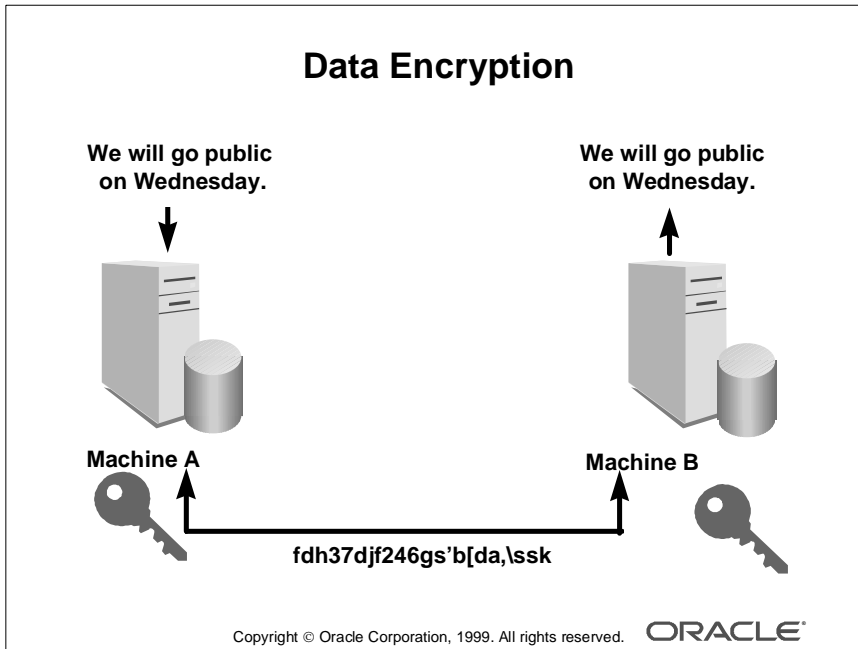 Data Encryption
We will go public
on Wednesday.
We will go public
on Wednesday.
Machine A
Machine B
fdh37djf246gs’b[da,\ssk
Copyright © Oracle Corporation, 1999. All rights reserved.
ORACLE®